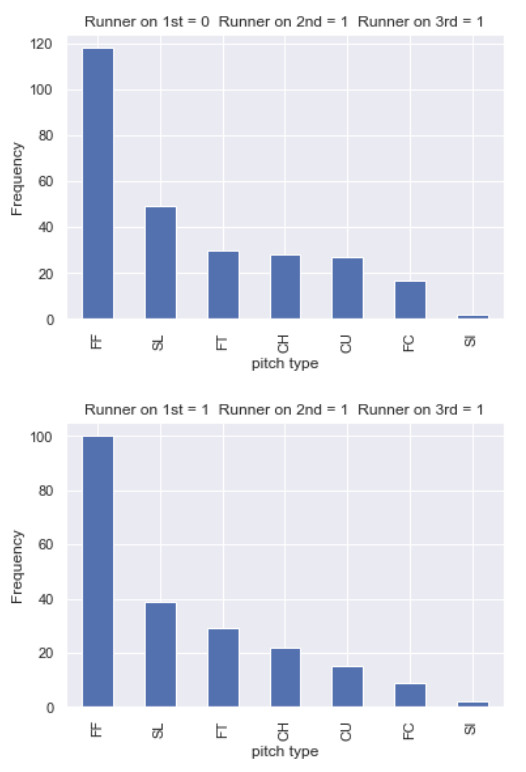 Runner on 1st = 0  Runner on 2nd = 1  Runner on 3rd = 1
120
100
80
60
40
20
0
Frequency
FF SL FT CH CU FC SI
pitch type
Runner on 1st = 1  Runner on 2nd = 1  Runner on 3rd = 1
100
80
60
40
20
0
Frequency
FF SL FT CH CU FC SI
pitch type